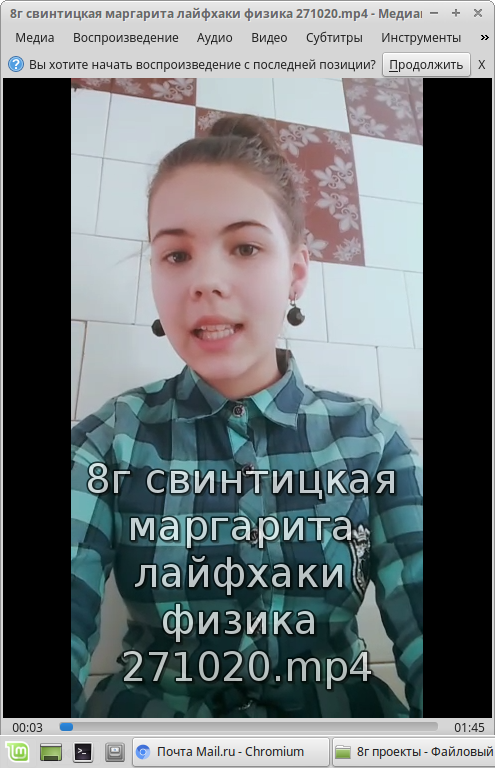 8г свинтицкая маргарита лайфхаки физика 271020.mp4 - Медиа
Медиа Воспроизведение Аудио Видео Субтитры Инструменты »
Вы хотите начать воспроизведение с последней позиции? Продолжить X
8г свинтицкая
маргарита
лайфхаки
физика
271020.mp4
00:03 01:45
Почта Mail.ru - Chromium 8г проекты - Файловый